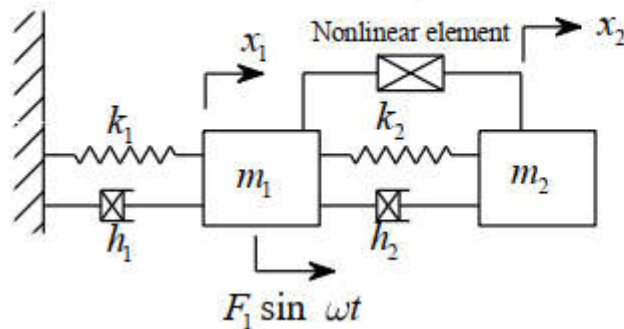 Nonlinear element
x₁
x₂
k₁
k₂
m₁
m₂
h₁
h₂
F₁ sin ωt